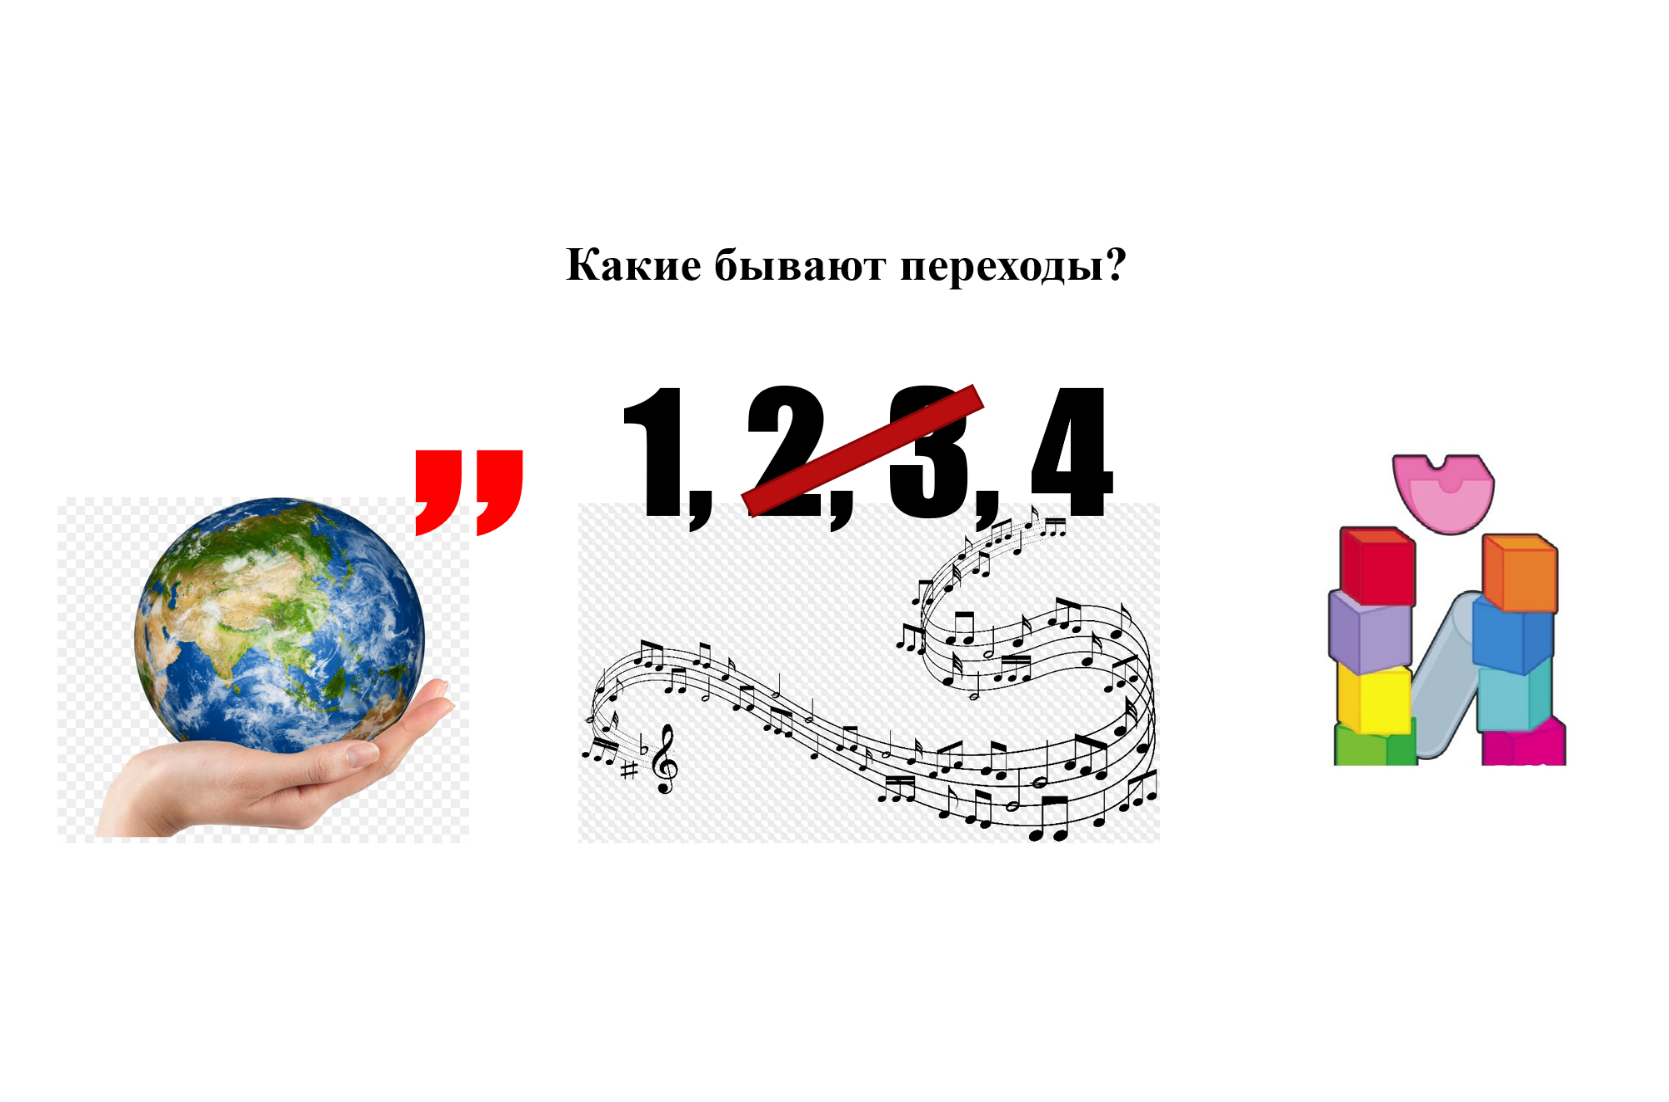 Какие бывают переходы?
1, 2, 3, 4
,,
Й